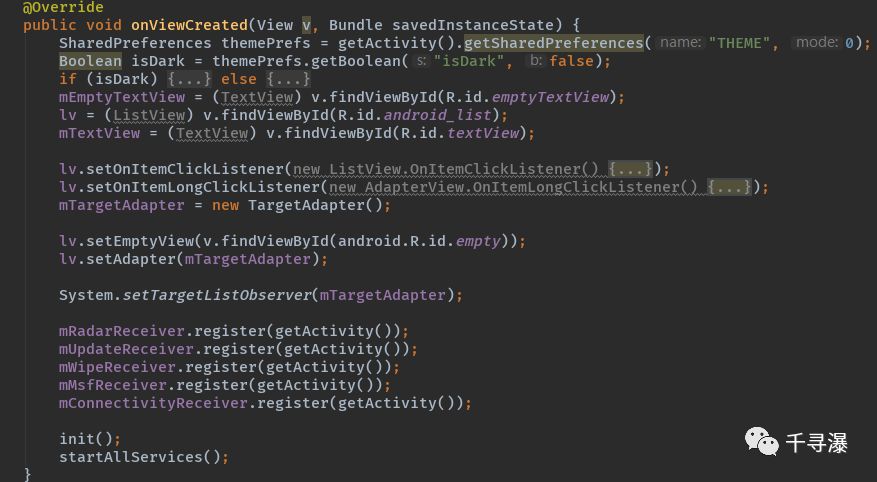 @Override
public void onViewCreated(View v, Bundle savedInstanceState) {
    SharedPreferences themePrefs = getActivity().getSharedPreferences( name: "THEME", mode: 0);
    Boolean isDark = themePrefs.getBoolean( s: "isDark", b: false);
    if (isDark) {...} else {...}
    mEmptyTextView = (TextView) v.findViewById(R.id.emptyTextView);
    lv = (ListView) v.findViewById(R.id.android_list);
    mTextView = (TextView) v.findViewById(R.id.textView);

    lv.setOnItemClickListener(new ListView.OnItemClickListener() {...});
    lv.setOnItemLongClickListener(new AdapterView.OnItemLongClickListener() {...});
    mTargetAdapter = new TargetAdapter();

    lv.setEmptyView(v.findViewById(android.R.id.empty));
    lv.setAdapter(mTargetAdapter);

    System.setTargetListObserver(mTargetAdapter);

    mRadarReceiver.register(getActivity());
    mUpdateReceiver.register(getActivity());
    mWipeReceiver.register(getActivity());
    mMsfReceiver.register(getActivity());
    mConnectivityReceiver.register(getActivity());

    init();
    startAllServices();
}
千寻瀑